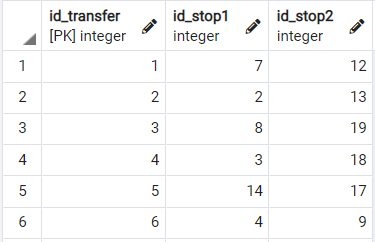 id_transfer id_stop1 id_stop2
[PK] integer integer integer
1 1 7 12
2 2 2 13
3 3 8 19
4 4 3 18
5 5 14 17
6 6 4 9